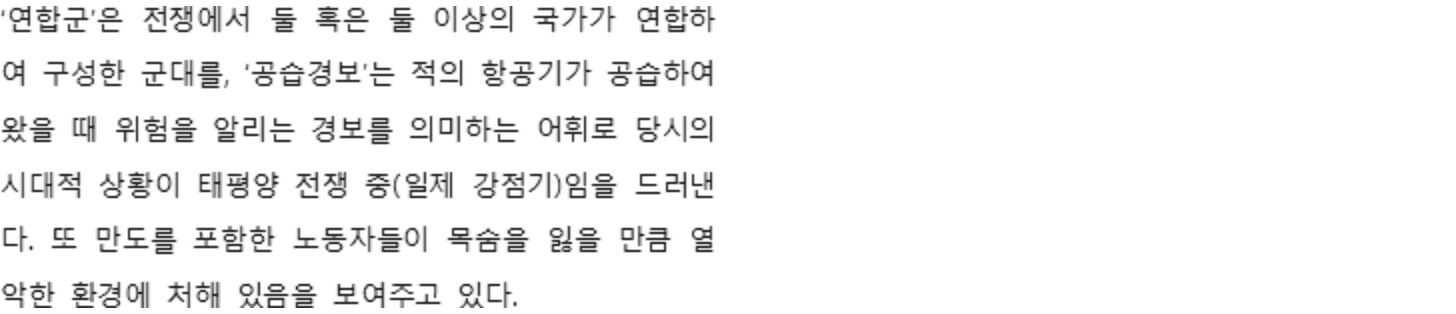 ‘연합군’은 전쟁에서 둘 혹은 둘 이상의 국가가 연합하
여 구성한 군대를, ‘공습경보’는 적의 항공기가 공습하여
왔을 때 위험을 알리는 경보를 의미하는 어휘로 당시의
시대적 상황이 태평양 전쟁 중(일제 강점기)임을 드러낸
다. 또 만도를 포함한 노동자들이 목숨을 잃을 만큼 열
악한 환경에 처해 있음을 보여주고 있다.